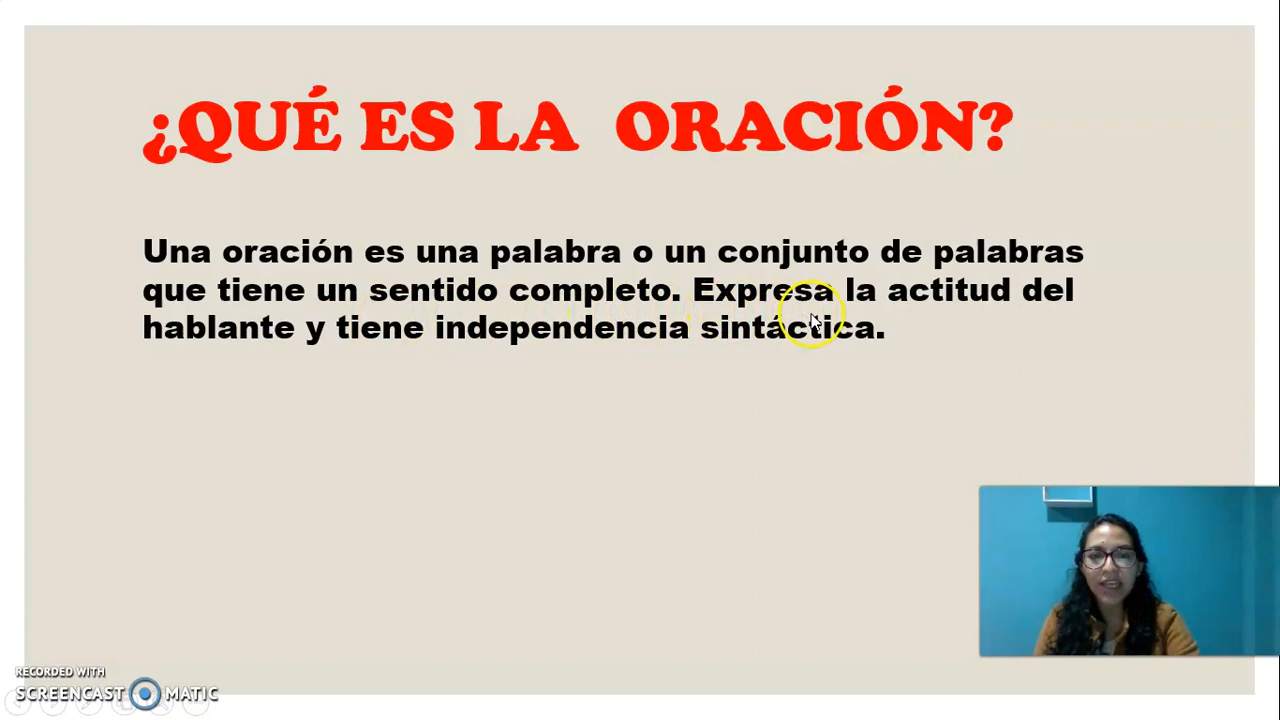 ¿QUÉ ES LA ORACIÓN?
Una oración es una palabra o un conjunto de palabras
que tiene un sentido completo. Expresa la actitud del
hablante y tiene independencia sintáctica.
RECORDED WITH
SCREENCAST MATIC